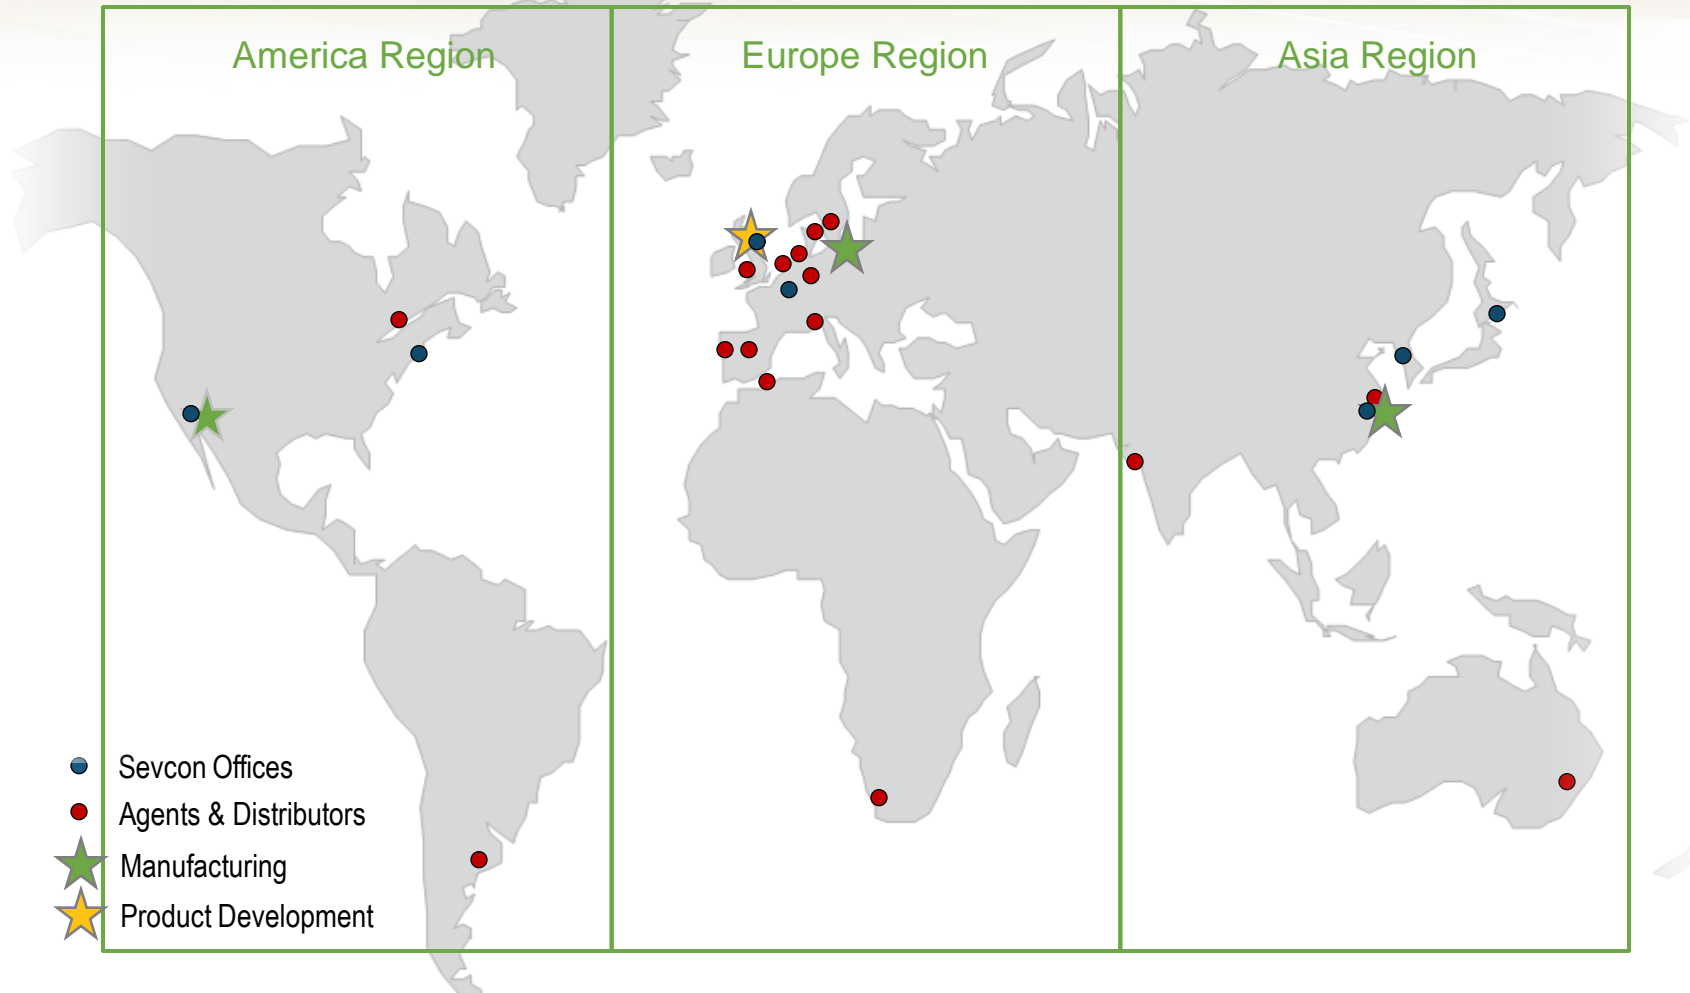 America Region
Europe Region
Asia Region
Sevcon Offices
Agents & Distributors
Manufacturing
Product Development